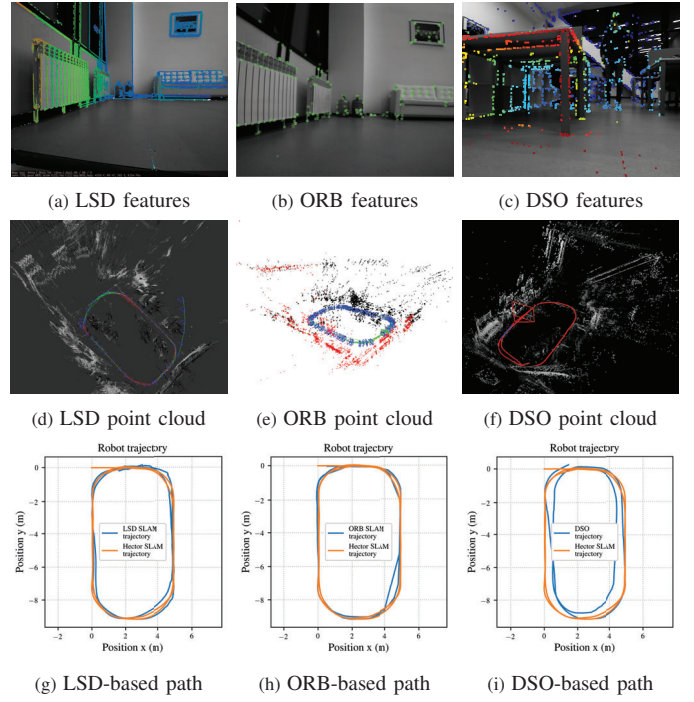 (a) LSD features
(b) ORB features
(c) DSO features
(d) LSD point cloud
(e) ORB point cloud
(f) DSO point cloud
Robot trajectory
Position y (m)
0
−2
−4
−6
−8
LSD SLAM
trajectory
Hector SLAM
trajectory
−2 0 2 4 6
Position x (m)
Robot trajectory
Position y (m)
0
−2
−4
−6
−8
ORB SLAM
trajectory
Hector SLAM
trajectory
−2 0 2 4 6
Position x (m)
Robot trajectory
Position y (m)
0
−2
−4
−6
−8
DSO
trajectory
Hector SLAM
trajectory
−2 0 2 4 6
Position x (m)
(g) LSD-based path
(h) ORB-based path
(i) DSO-based path